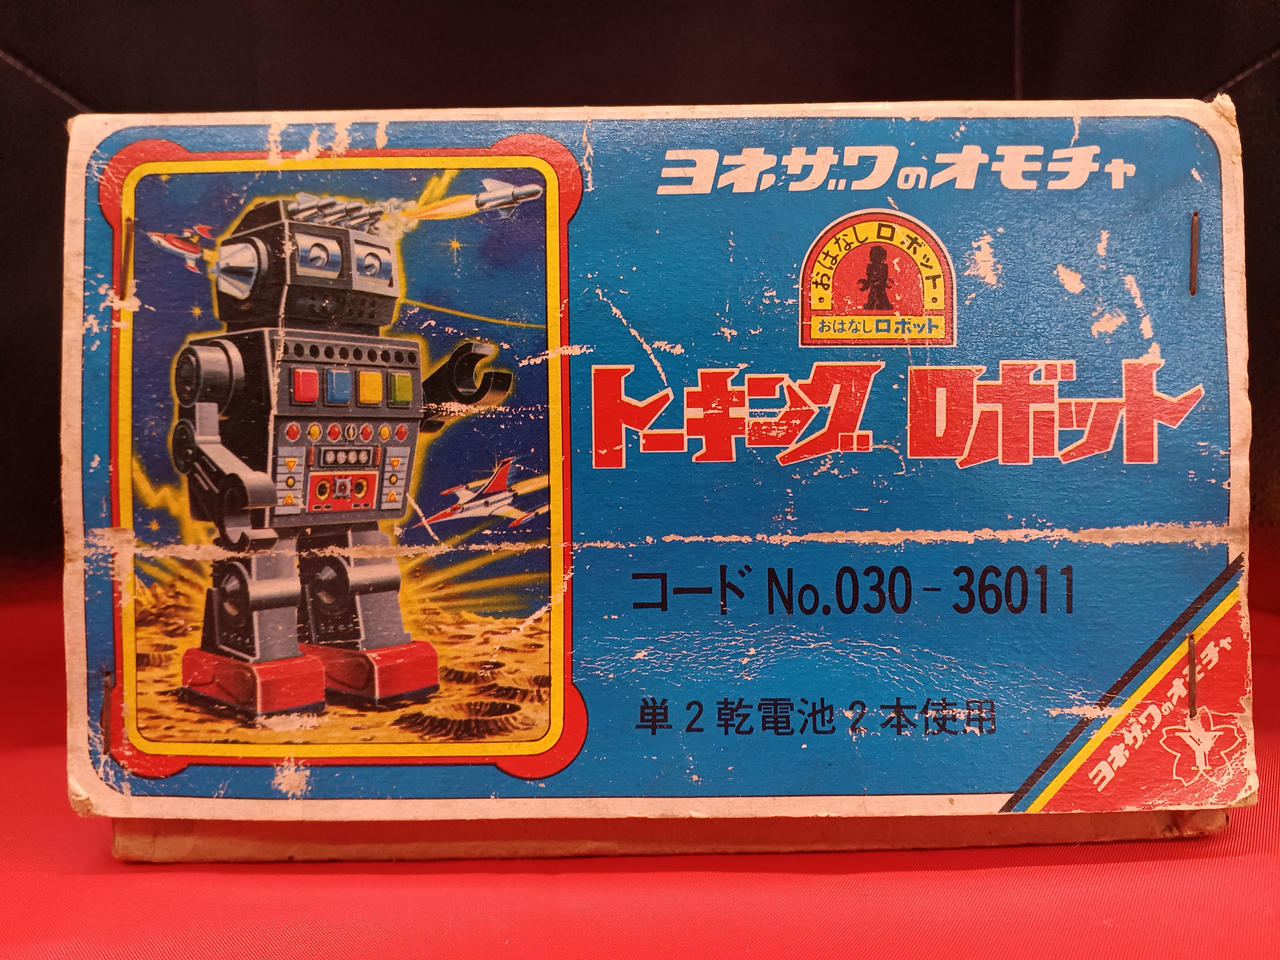 ヨネザワのオモチャ
おはなしロボット
おはなしロボット
トーキング ロボット
コード No.030-36011
単2乾電池2本使用
ヨネザワのオモチャ
Y